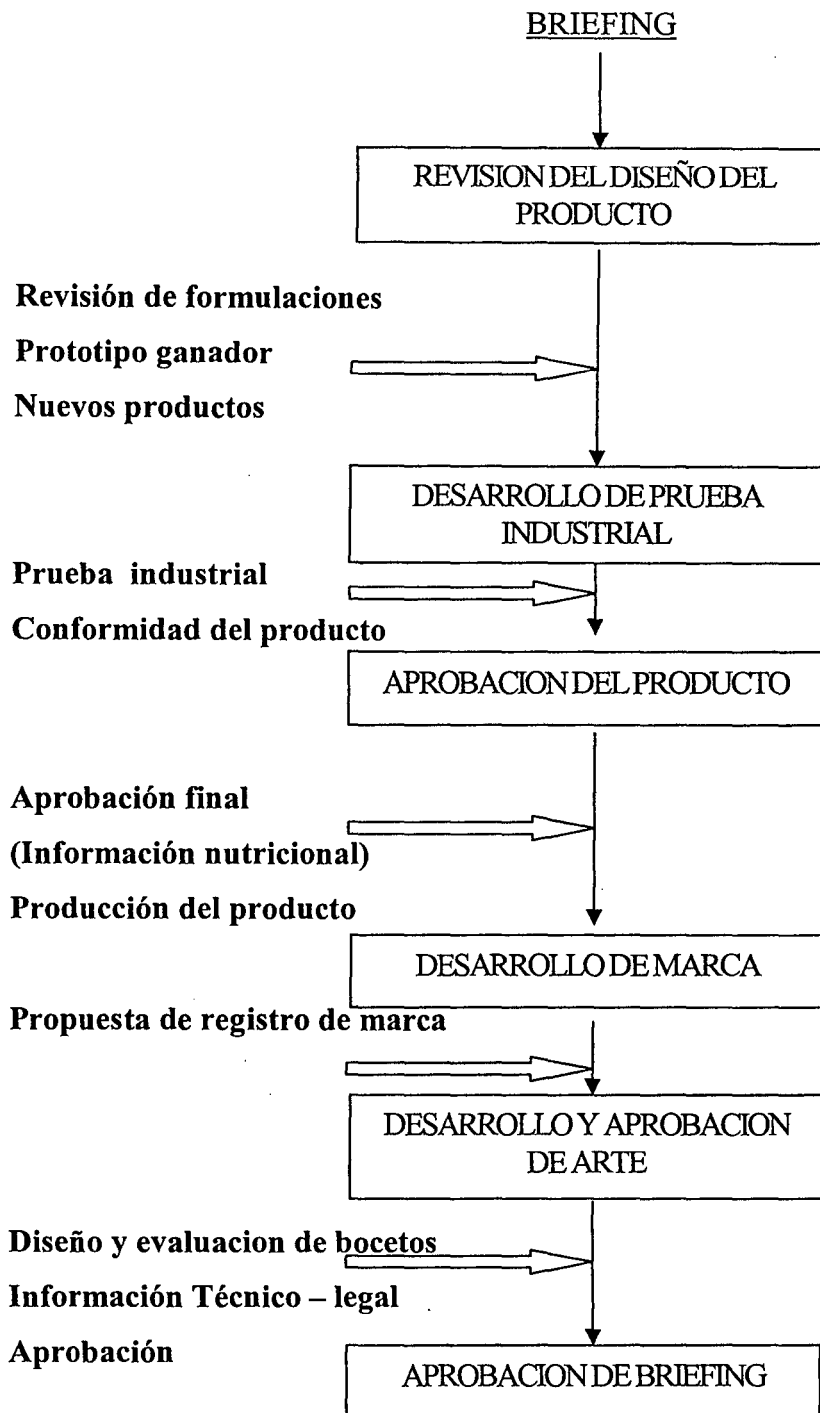 BRIEFING
REVISION DEL DISEÑO DEL
PRODUCTO
Revisión de formulaciones
Prototipo ganador
Nuevos productos
DESARROLLO DE PRUEBA
INDUSTRIAL
Prueba industrial
Conformidad del producto
APROBACION DEL PRODUCTO
Aprobación final
(Información nutricional)
Producción del producto
DESARROLLO DE MARCA
Propuesta de registro de marca
DESARROLLO Y APROBACION
DE ARTE
Diseño y evaluacion de bocetos
Información Técnico – legal
Aprobación
APROBACION DE BRIEFING